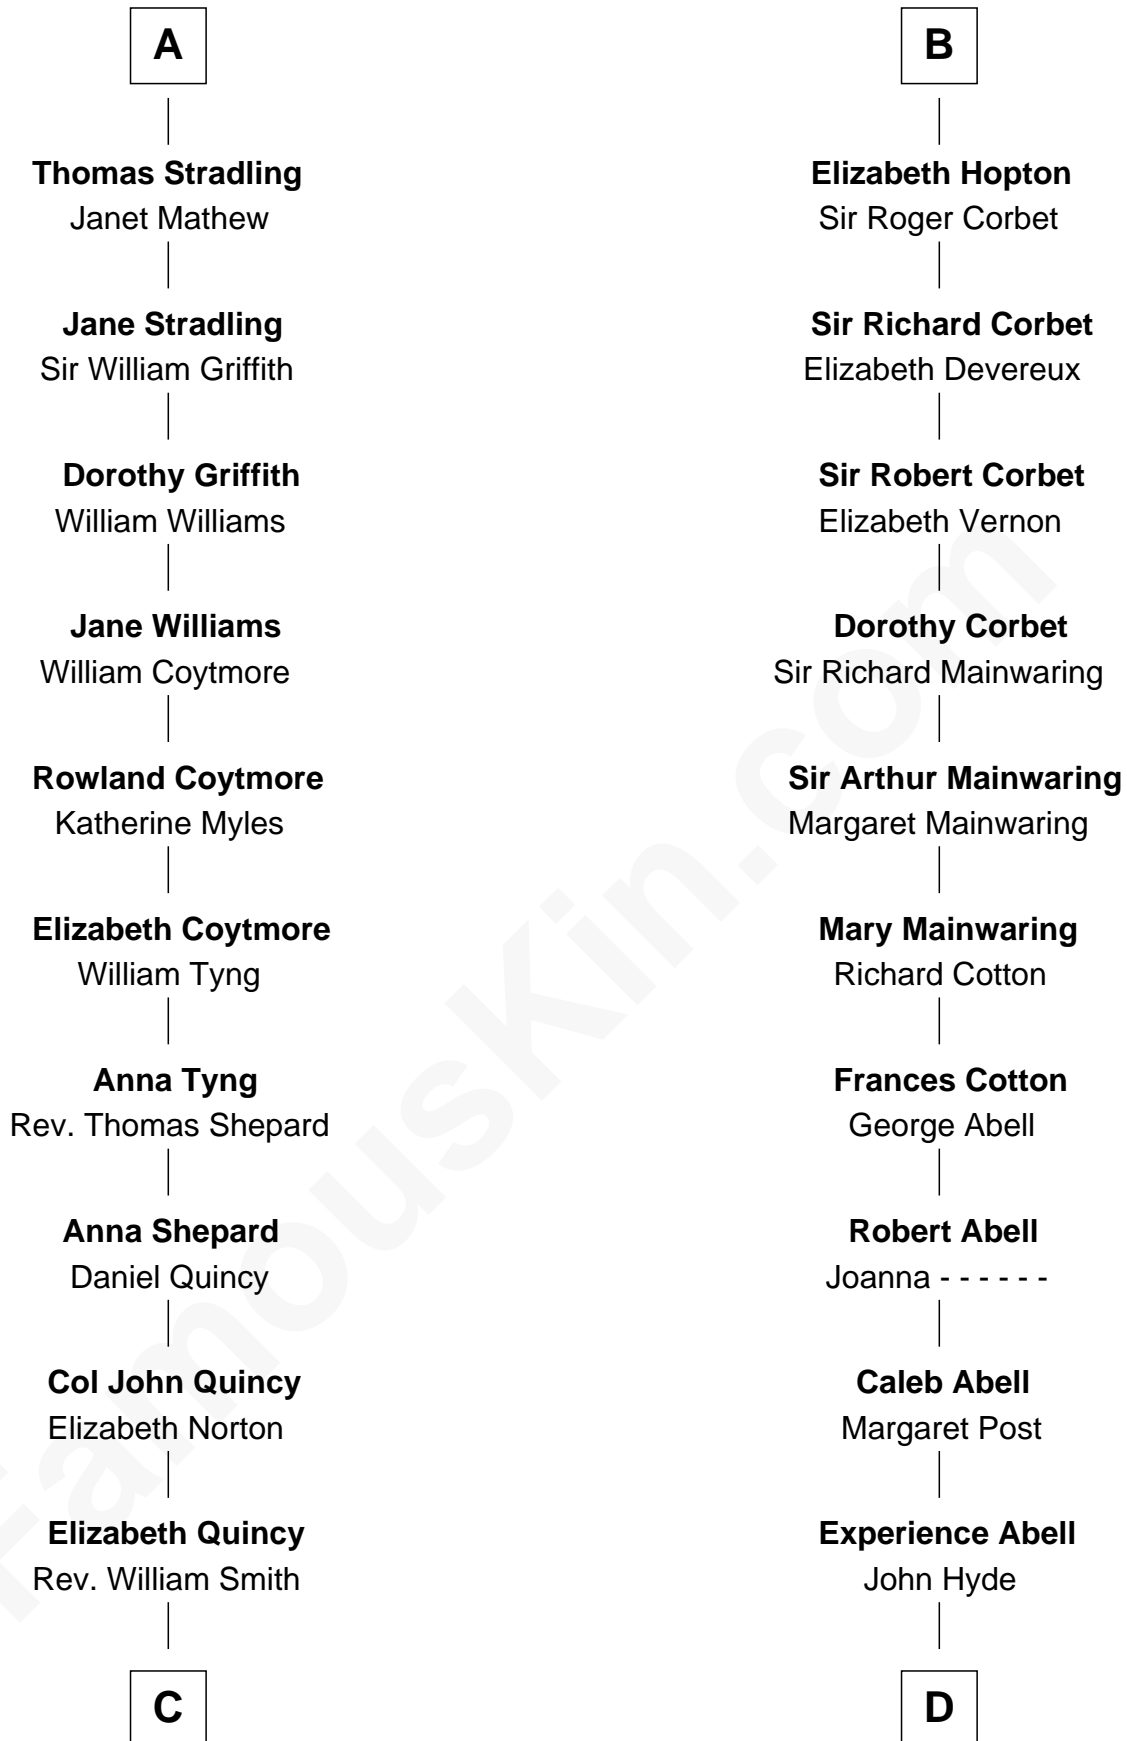 A
Thomas Stradling
Janet Mathew
Jane Stradling
Sir William Griffith
Dorothy Griffith
William Williams
Jane Williams
William Coytmore
Rowland Coytmore
Katherine Myles
Elizabeth Coytmore
William Tyng
Anna Tyng
Rev. Thomas Shepard
Anna Shepard
Daniel Quincy
Col John Quincy
Elizabeth Norton
Elizabeth Quincy
Rev. William Smith
C
B
Elizabeth Hopton
Sir Roger Corbet
Sir Richard Corbet
Elizabeth Devereux
Sir Robert Corbet
Elizabeth Vernon
Dorothy Corbet
Sir Richard Mainwaring
Sir Arthur Mainwaring
Margaret Mainwaring
Mary Mainwaring
Richard Cotton
Frances Cotton
George Abell
Robert Abell
Joanna - - - - - -
Caleb Abell
Margaret Post
Experience Abell
John Hyde
D
FamousKin.com